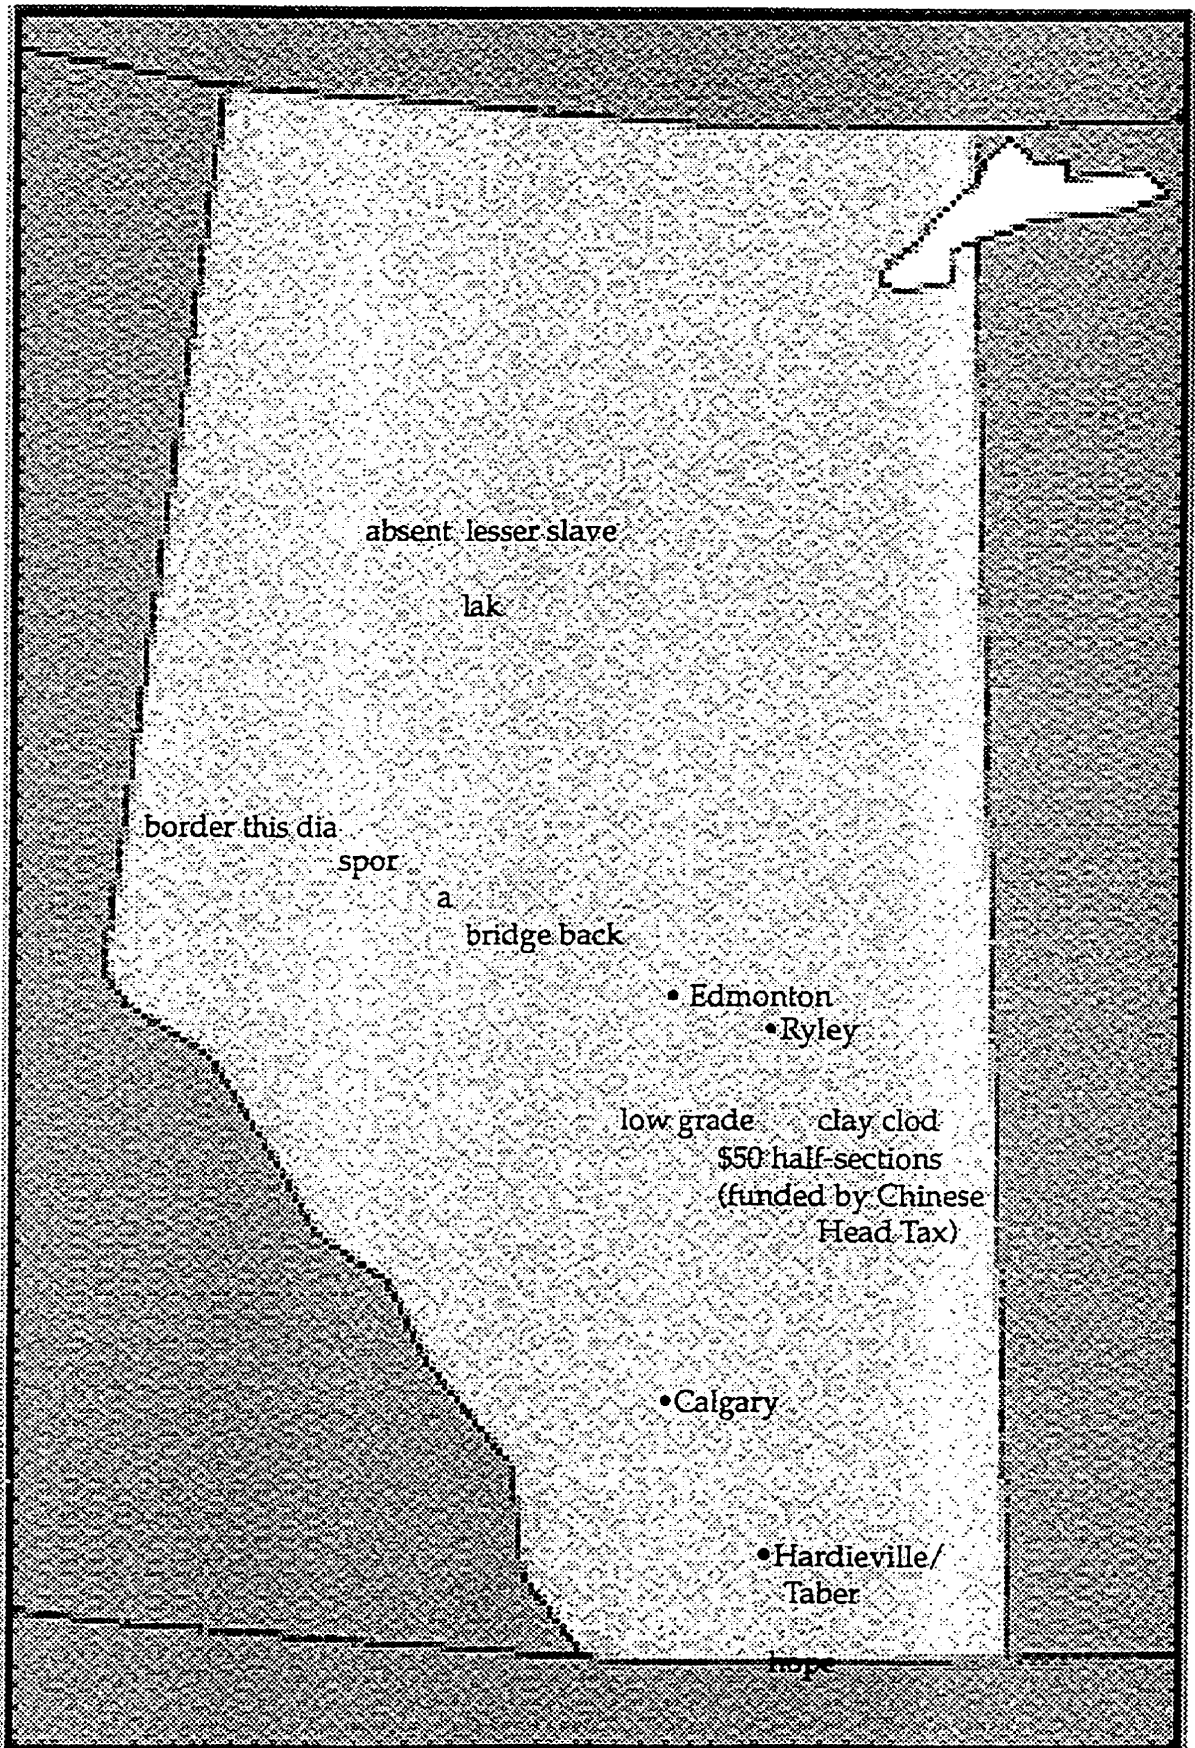 absent lesser slave
lak
border this dia
spor
a
bridge back
• Edmonton
•Ryley
low grade clay clod
$50 half-sections
(funded by Chinese
Head Tax)
•Calgary
•Hardieville/
Taber
hope